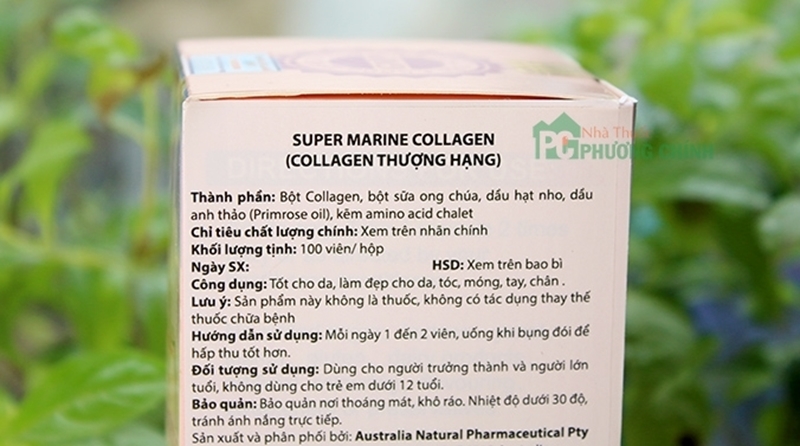 SUPER MARINE COLLAGEN
(COLLAGEN THƯỢNG HẠNG)
Nhà Thuốc
PHƯƠNG CHINH
Thành phần: Bột Collagen, bột sữa ong chúa, dầu hạt nho, dầu
anh thảo (Primrose oil), kẽm amino acid chalet
Chỉ tiêu chất lượng chính: Xem trên nhãn chính
Khối lượng tịnh: 100 viên/ hộp
Ngày SX: HSD: Xem trên bao bì
Công dụng: Tốt cho da, làm đẹp cho da, tóc, móng, tay, chân .
Lưu ý: Sản phẩm này không là thuốc, không có tác dụng thay thế
thuốc chữa bệnh
Hướng dẫn sử dụng: Mỗi ngày 1 đến 2 viên, uống khi bụng đói để
hấp thu tốt hơn.
Đối tượng sử dụng: Dùng cho người trưởng thành và người lớn
tuổi, không dùng cho trẻ em dưới 12 tuổi.
Bảo quản: Bảo quản nơi thoáng mát, khô ráo. Nhiệt độ dưới 30 độ,
tránh ánh nắng trực tiếp.
Sản xuất và phân phối bởi: Australia Natural Pharmaceutical Pty